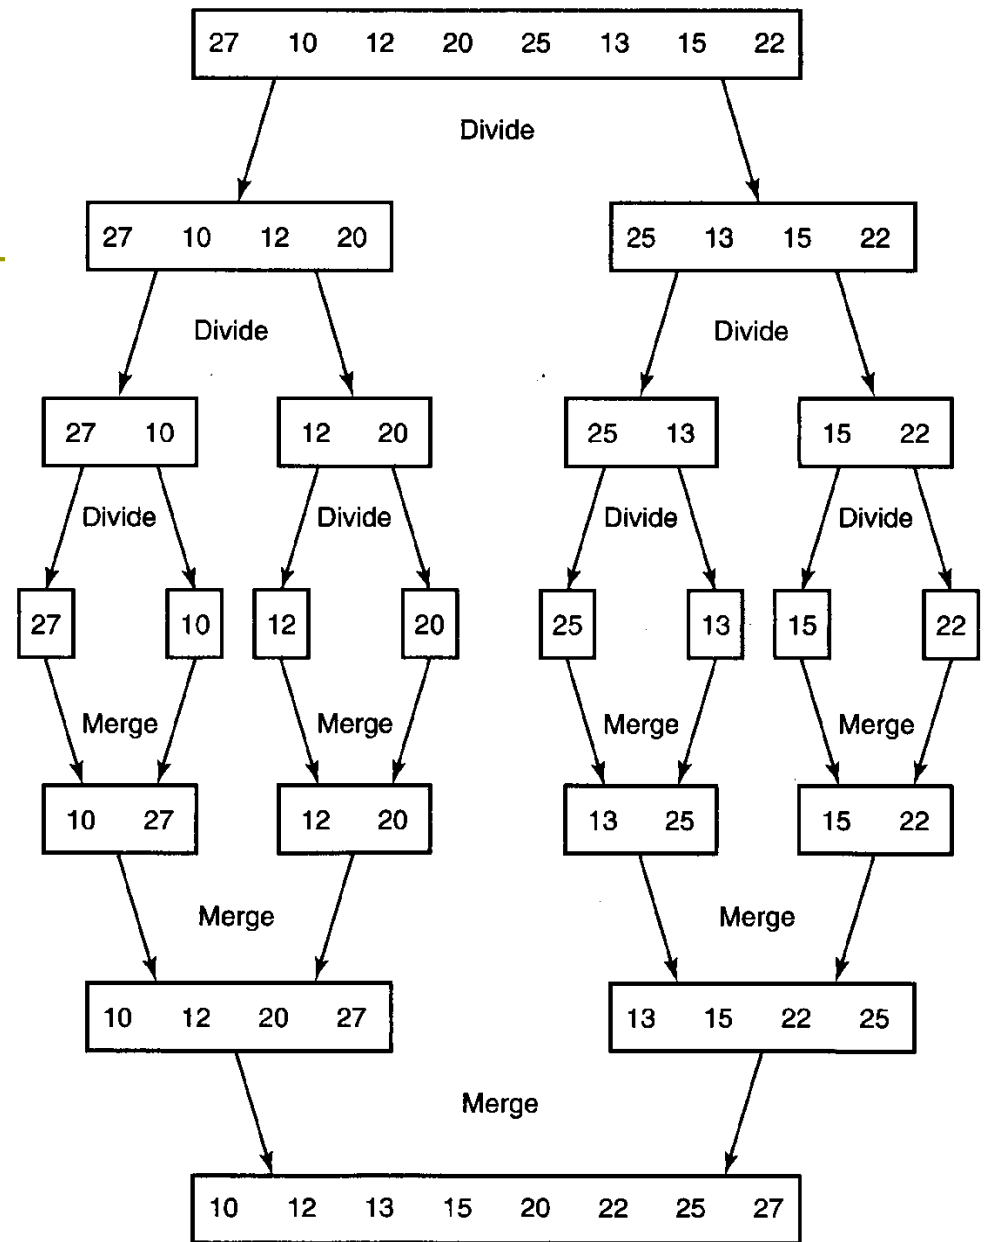 27 10 12 20 25 13 15 22
Divide
27 10 12 20 25 13 15 22
Divide Divide
27 10 12 20 25 13 15 22
Divide Divide Divide Divide
27 10 12 20 25 13 15 22
Merge Merge Merge Merge
10 27 12 20 13 25 15 22
Merge Merge
10 12 20 27 13 15 22 25
Merge
10 12 13 15 20 22 25 27